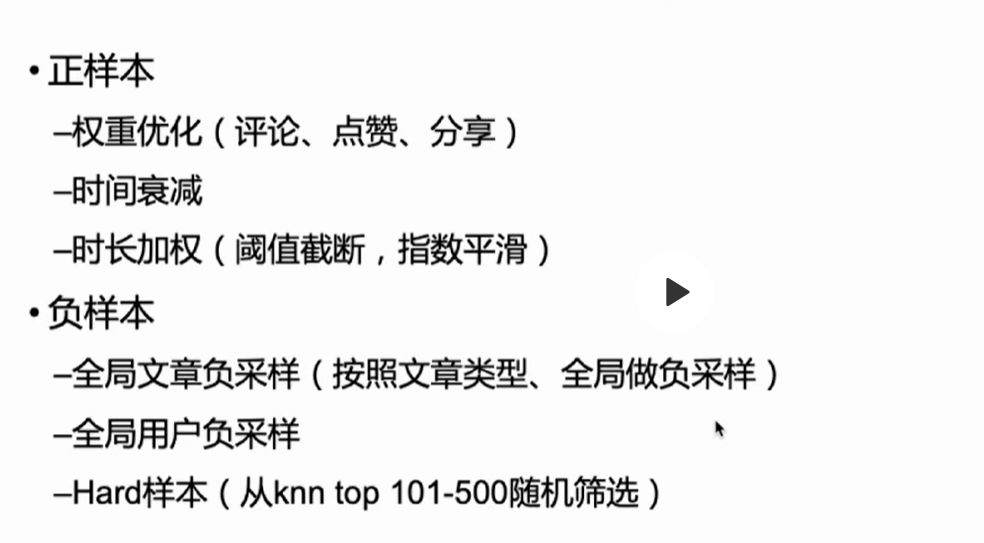 • 正样本
–权重优化（评论、点赞、分享）
–时间衰减
–时长加权（阈值截断，指数平滑）
• 负样本
–全局文章负采样（按照文章类型、全局做负采样）
–全局用户负采样
–Hard样本（从knn top 101-500随机筛选）